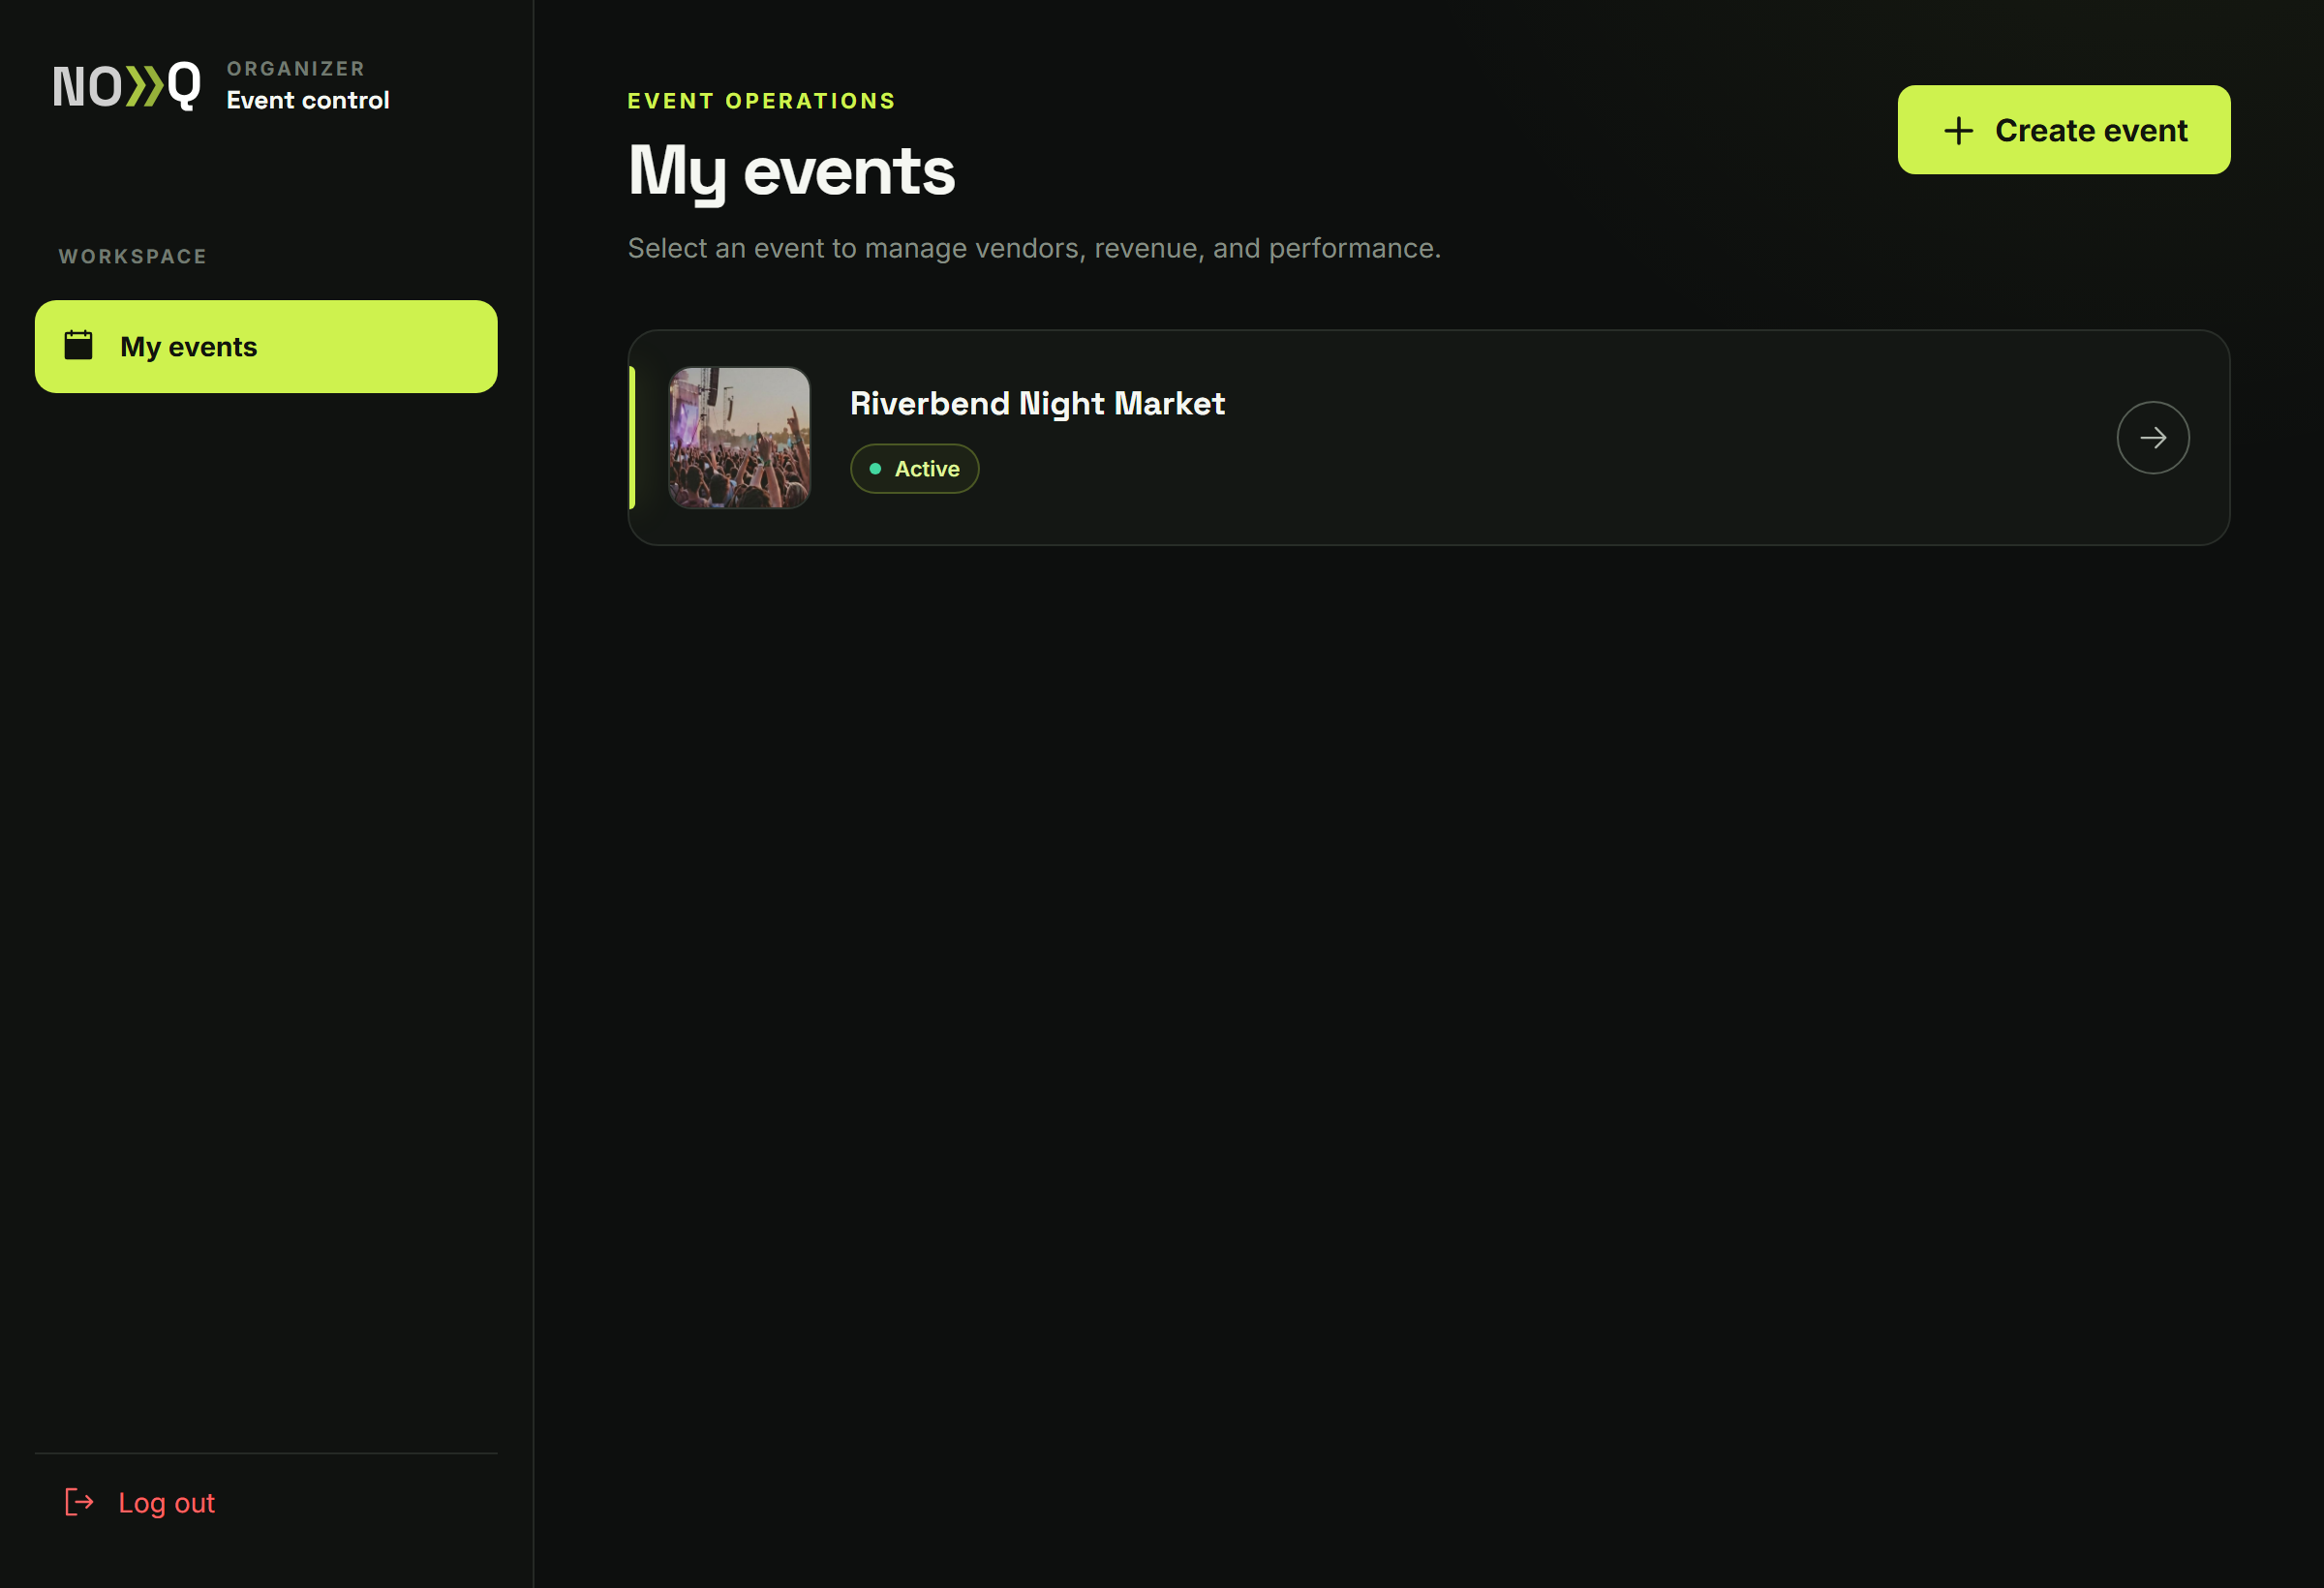 NO»Q
ORGANIZER
Event control
WORKSPACE
My events
Log out
EVENT OPERATIONS
My events
Select an event to manage vendors, revenue, and performance.
Create event
Riverbend Night Market
Active